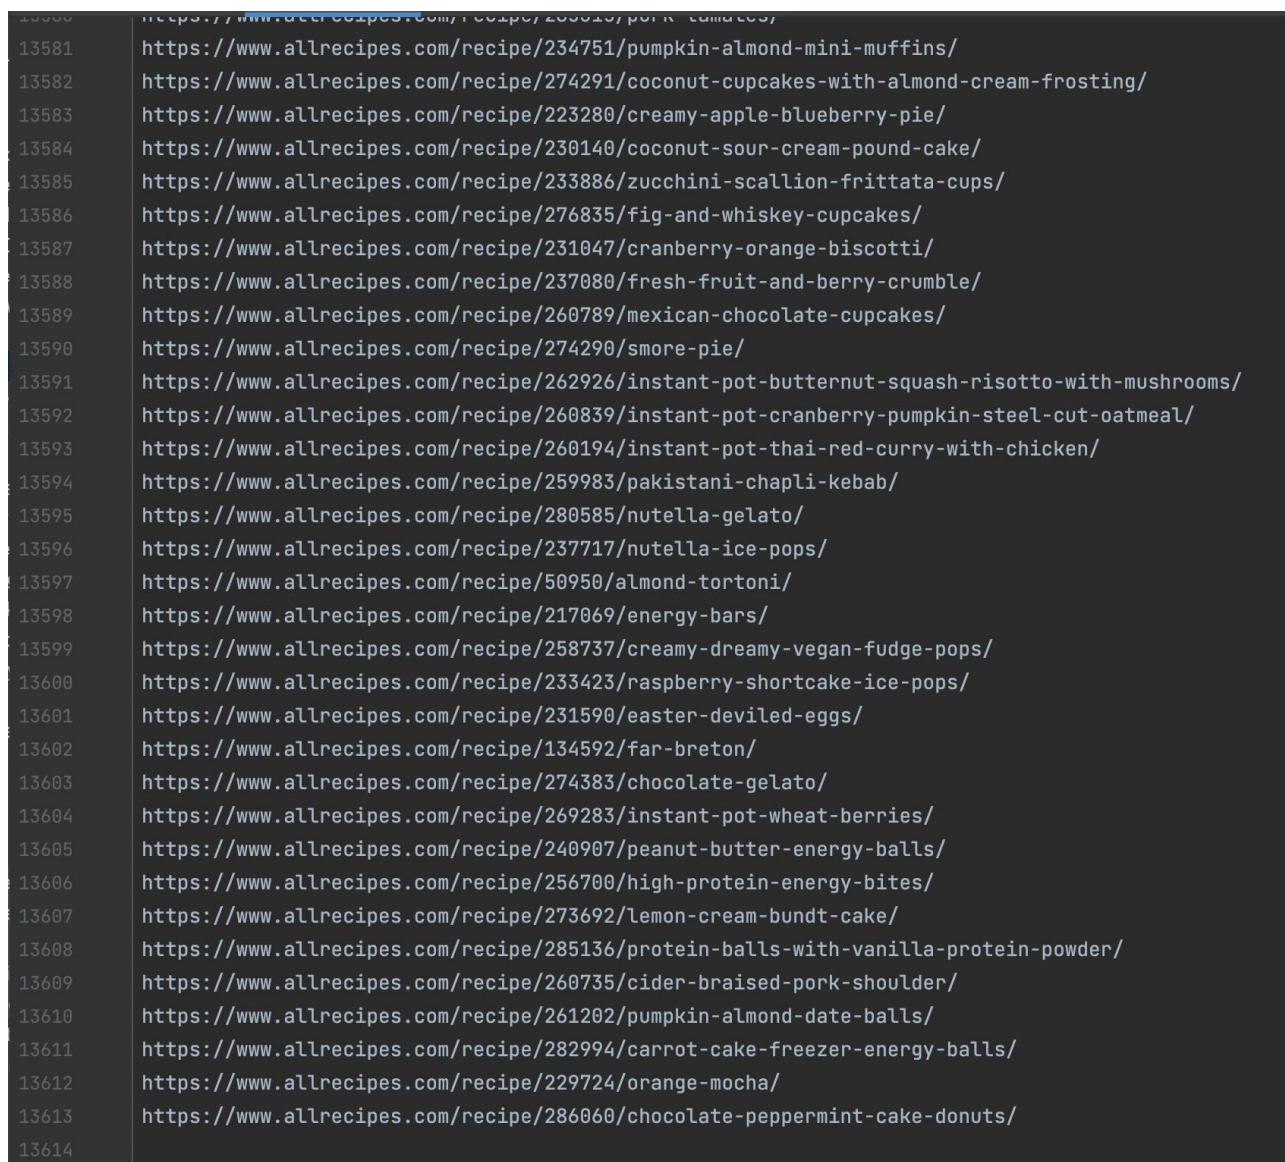 13581 https://www.allrecipes.com/recipe/234751/pumpkin-almond-mini-muffins/
13582 https://www.allrecipes.com/recipe/274291/coconut-cupcakes-with-almond-cream-frosting/
13583 https://www.allrecipes.com/recipe/223280/creamy-apple-blueberry-pie/
13584 https://www.allrecipes.com/recipe/230140/coconut-sour-cream-pound-cake/
13585 https://www.allrecipes.com/recipe/233886/zucchini-scallion-frittata-cups/
13586 https://www.allrecipes.com/recipe/276835/fig-and-whiskey-cupcakes/
13587 https://www.allrecipes.com/recipe/231047/cranberry-orange-biscotti/
13588 https://www.allrecipes.com/recipe/237080/fresh-fruit-and-berry-crumble/
13589 https://www.allrecipes.com/recipe/260789/mexican-chocolate-cupcakes/
13590 https://www.allrecipes.com/recipe/274290/smore-pie/
13591 https://www.allrecipes.com/recipe/262926/instant-pot-butternut-squash-risotto-with-mushrooms/
13592 https://www.allrecipes.com/recipe/260839/instant-pot-cranberry-pumpkin-steel-cut-oatmeal/
13593 https://www.allrecipes.com/recipe/260194/instant-pot-thai-red-curry-with-chicken/
13594 https://www.allrecipes.com/recipe/259983/pakistani-chapli-kebab/
13595 https://www.allrecipes.com/recipe/280585/nutella-gelato/
13596 https://www.allrecipes.com/recipe/237717/nutella-ice-pops/
13597 https://www.allrecipes.com/recipe/50950/almond-tortoni/
13598 https://www.allrecipes.com/recipe/217069/energy-bars/
13599 https://www.allrecipes.com/recipe/258737/creamy-dreamy-vegan-fudge-pops/
13600 https://www.allrecipes.com/recipe/233423/raspberry-shortcake-ice-pops/
13601 https://www.allrecipes.com/recipe/231590/easter-deviled-eggs/
13602 https://www.allrecipes.com/recipe/134592/far-breton/
13603 https://www.allrecipes.com/recipe/274383/chocolate-gelato/
13604 https://www.allrecipes.com/recipe/269283/instant-pot-wheat-berries/
13605 https://www.allrecipes.com/recipe/240907/peanut-butter-energy-balls/
13606 https://www.allrecipes.com/recipe/256700/high-protein-energy-bites/
13607 https://www.allrecipes.com/recipe/273692/lemon-cream-bundt-cake/
13608 https://www.allrecipes.com/recipe/285136/protein-balls-with-vanilla-protein-powder/
13609 https://www.allrecipes.com/recipe/260735/cider-braised-pork-shoulder/
13610 https://www.allrecipes.com/recipe/261202/pumpkin-almond-date-balls/
13611 https://www.allrecipes.com/recipe/282994/carrot-cake-freezer-energy-balls/
13612 https://www.allrecipes.com/recipe/229724/orange-mocha/
13613 https://www.allrecipes.com/recipe/286060/chocolate-peppermint-cake-donuts/
13614